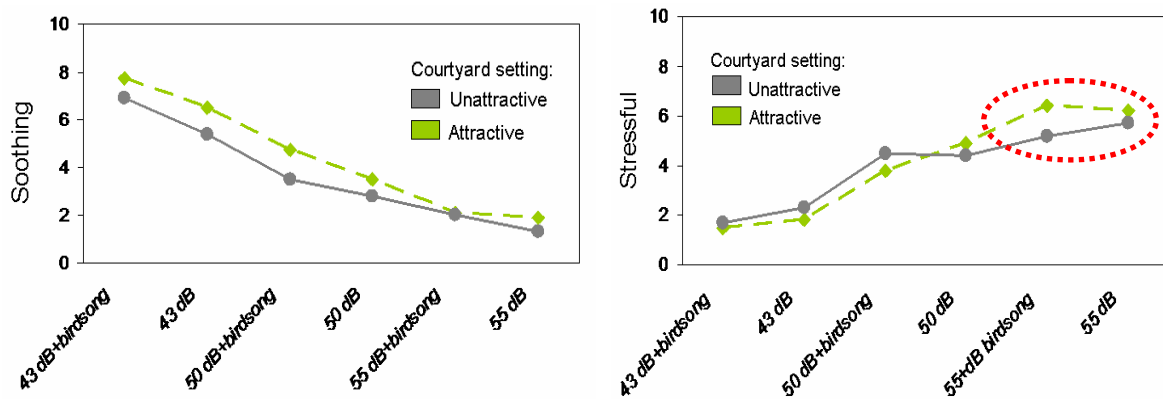 10
8
6
4
2
0
Soothing
Courtyard setting:
Unattractive
Attractive
43 dB+birdsong
43 dB
50 dB+birdsong
50 dB
55 dB+birdsong
55 dB
10
8
6
4
2
0
Stressful
Courtyard setting:
Unattractive
Attractive
43 dB+birdsong
43 dB
50 dB+birdsong
50 dB
55+dB birdsong
55 dB